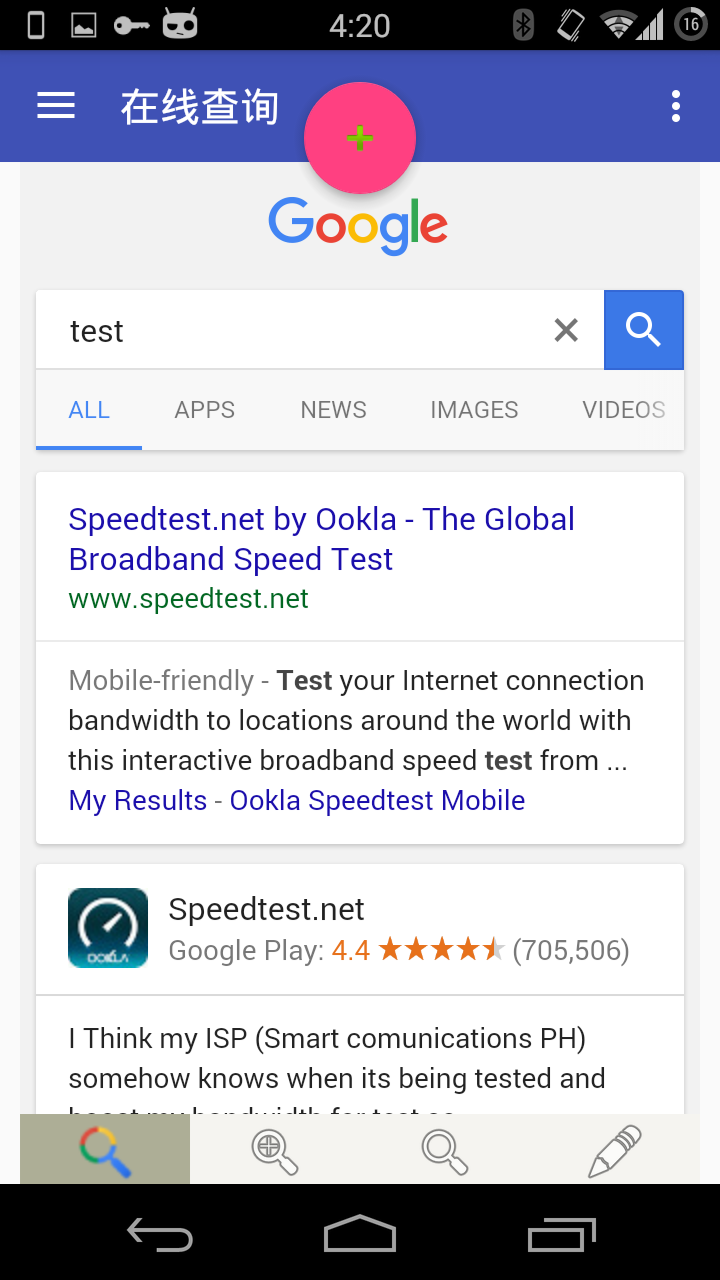 4:20
16
在线查询
Google
test
ALL APPS NEWS IMAGES VIDEOS
Speedtest.net by Ookla - The Global
Broadband Speed Test
www.speedtest.net
Mobile-friendly - Test your Internet connection
bandwidth to locations around the world with
this interactive broadband speed test from ...
My Results - Ookla Speedtest Mobile
OOKLA
Speedtest.net
Google Play: 4.4 (705,506)
I Think my ISP (Smart comunications PH)
somehow knows when its being tested and